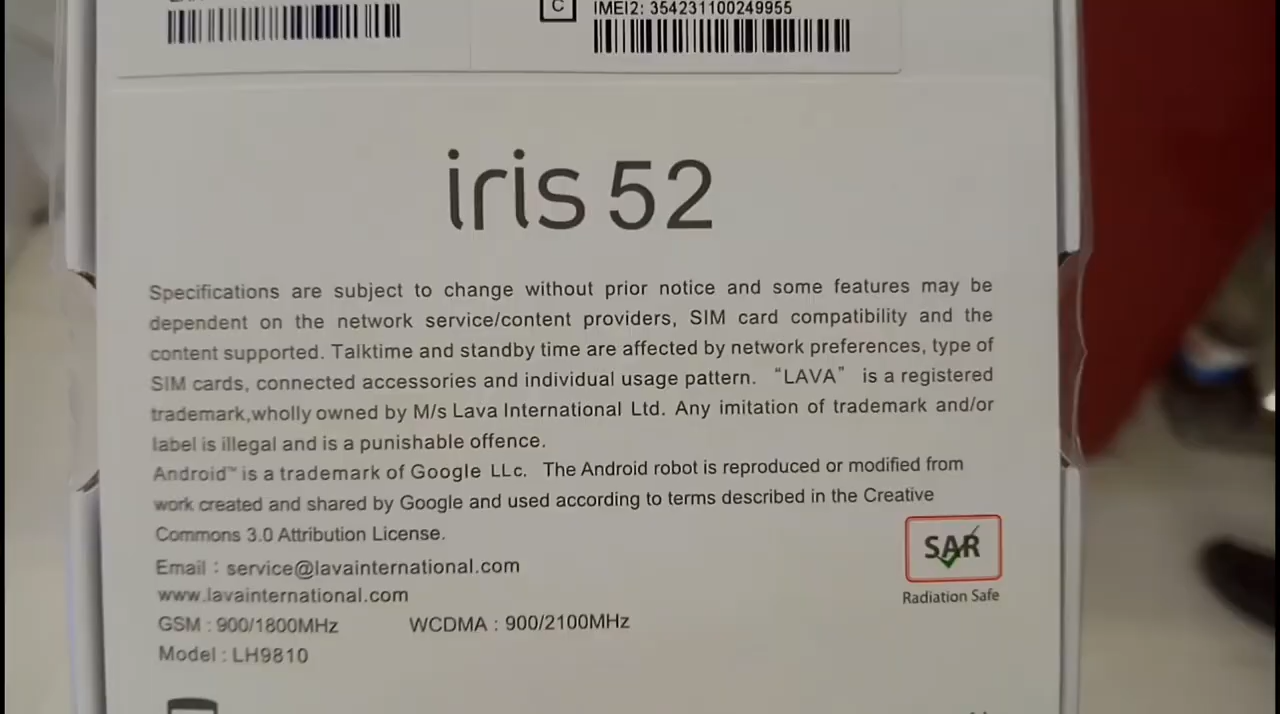 C
IMEI2: 354231100249955
iris 52
Specifications are subject to change without prior notice and some features may be
dependent on the network service/content providers, SIM card compatibility and the
content supported. Talktime and standby time are affected by network preferences, type of
SIM cards, connected accessories and individual usage pattern. “LAVA” is a registered
trademark,wholly owned by M/s Lava International Ltd. Any imitation of trademark and/or
label is illegal and is a punishable offence.
Android™ is a trademark of Google LLc. The Android robot is reproduced or modified from
work created and shared by Google and used according to terms described in the Creative
Commons 3.0 Attribution License.
SAR
Radiation Safe
Email : service@lavainternational.com
www.lavainternational.com
GSM : 900/1800MHz WCDMA : 900/2100MHz
Model : LH9810